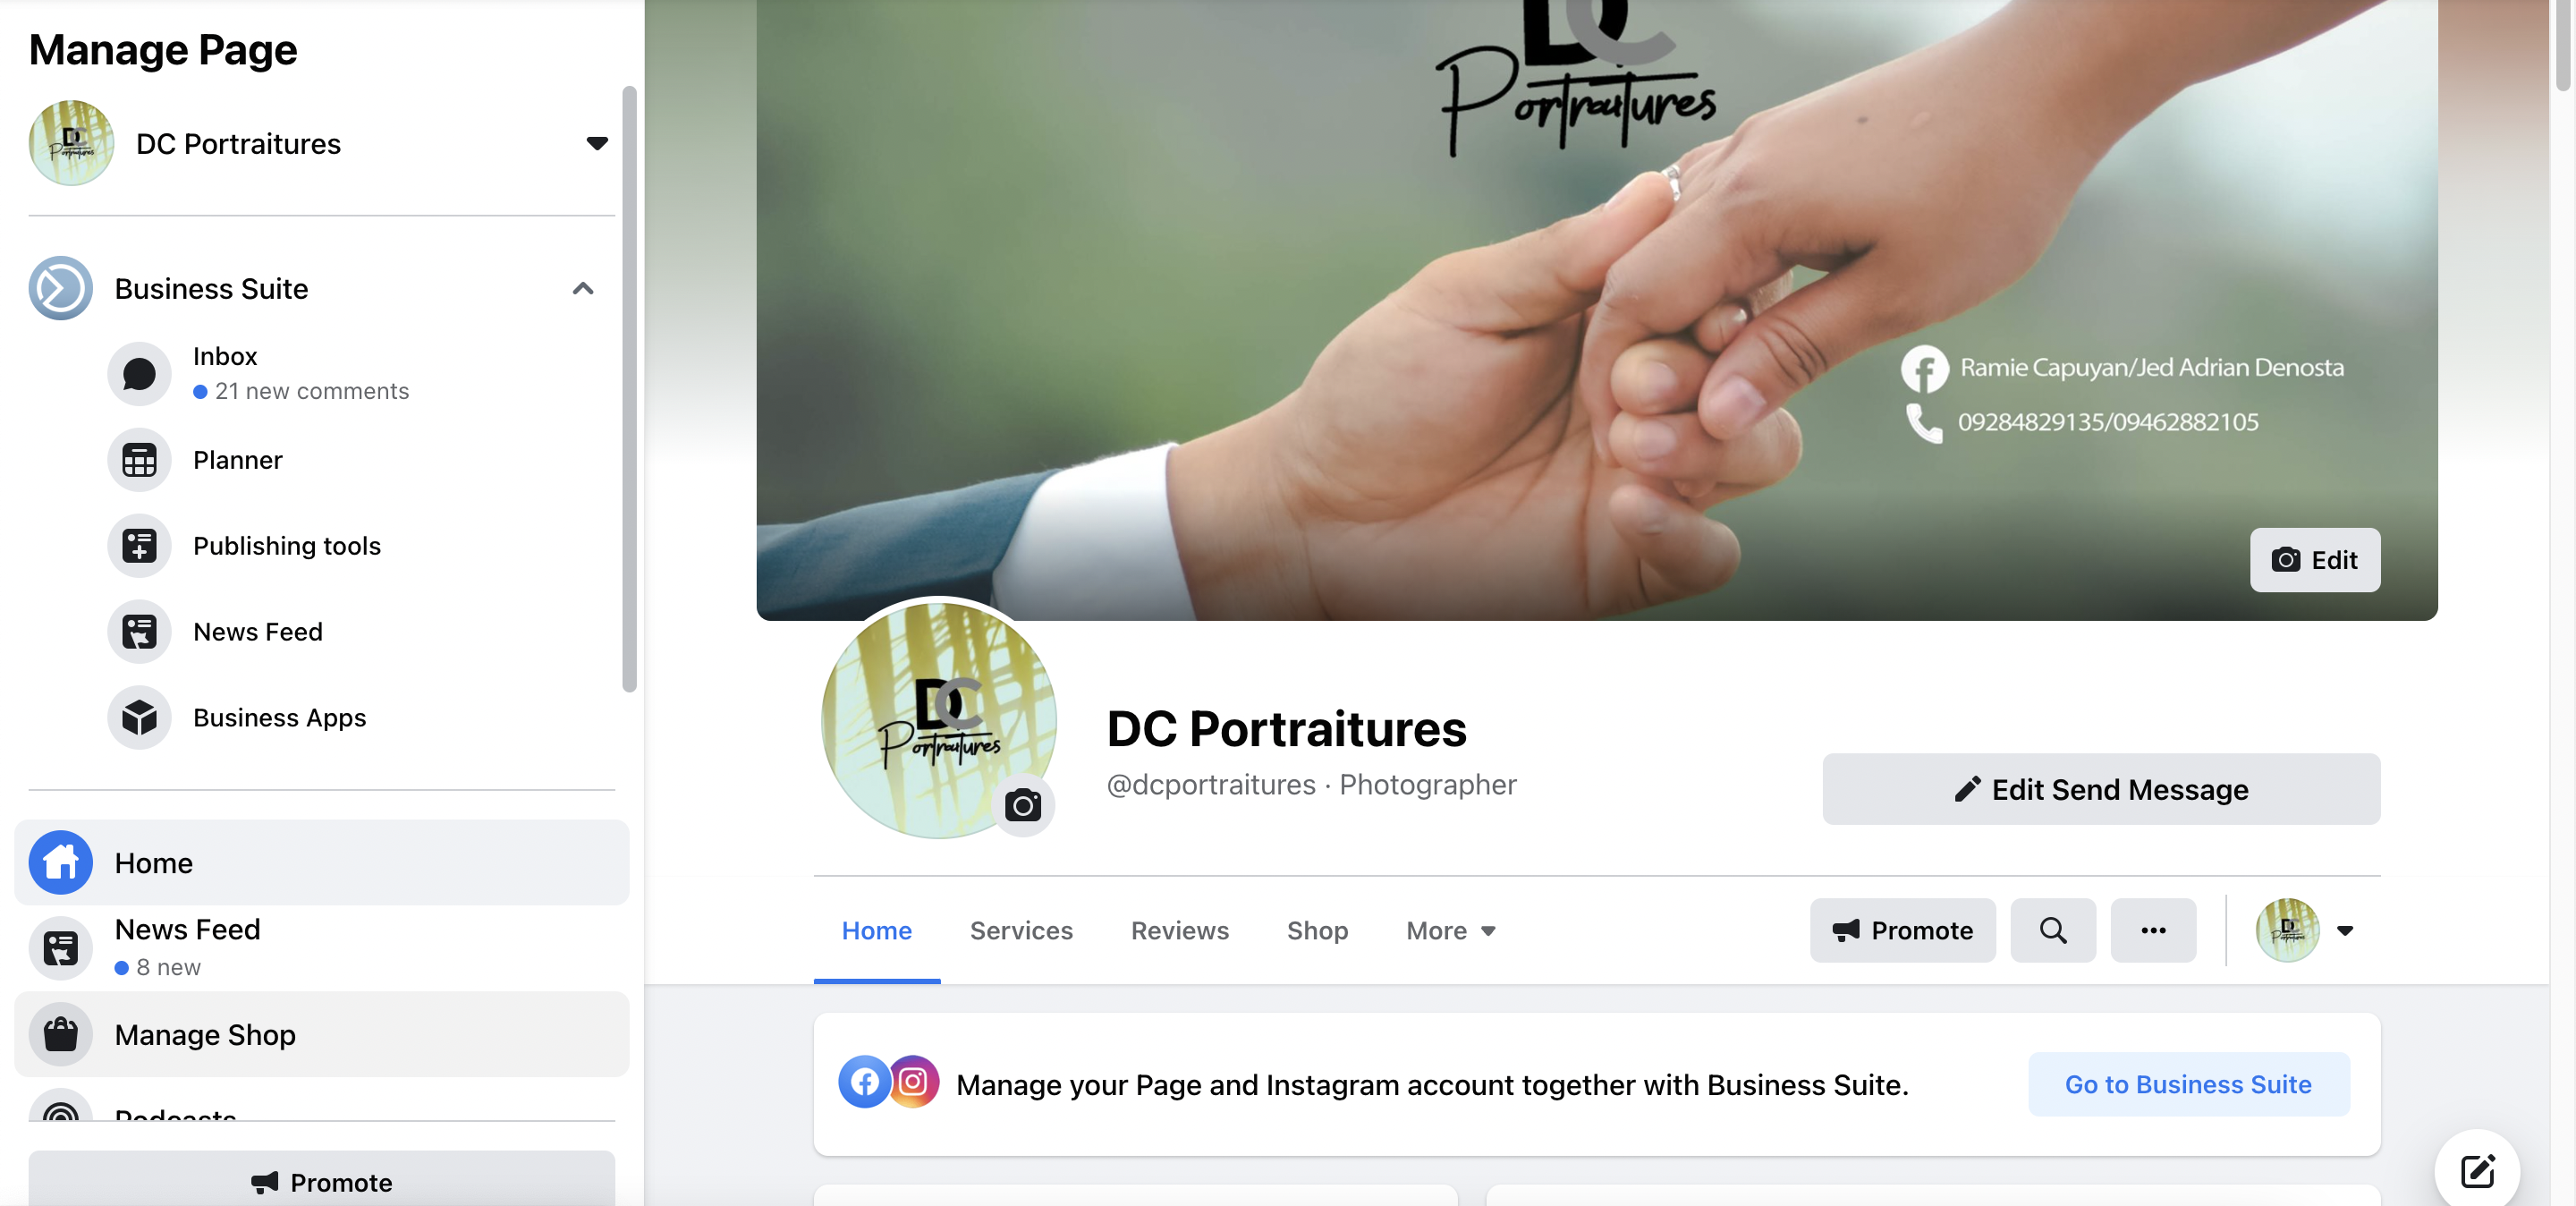 Manage Page
DC Portraitures
Business Suite
Inbox
21 new comments
Planner
Publishing tools
News Feed
Business Apps
Home
News Feed
8 new
Manage Shop
Podcasts
Promote
DC
Portraitures
Ramie Capuyan/Jed Adrian Denosta
09284829135/09462882105
Edit
DC
Portraitures
DC Portraitures
@dcportraitures · Photographer
Edit Send Message
Home Services Reviews Shop More
Promote
Manage your Page and Instagram account together with Business Suite.
Go to Business Suite